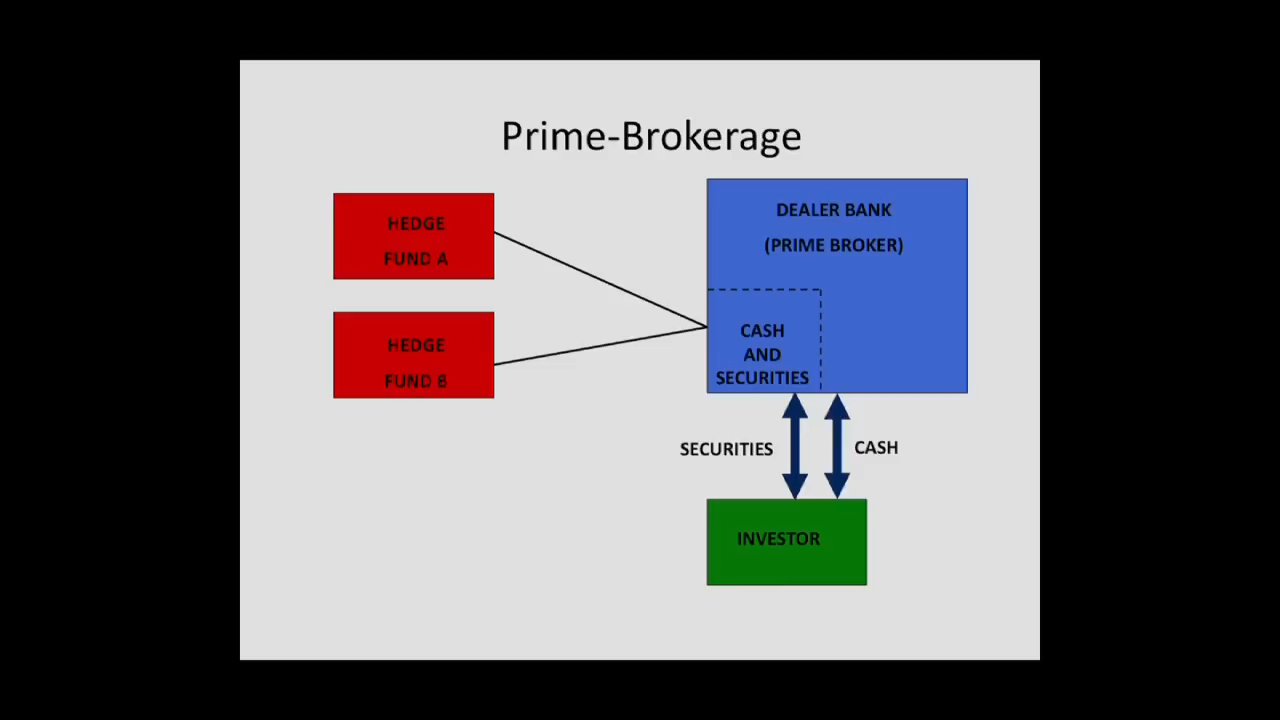 Prime-Brokerage
HEDGE
FUND A
HEDGE
FUND B
DEALER BANK
(PRIME BROKER)
CASH
AND
SECURITIES
SECURITIES
CASH
INVESTOR